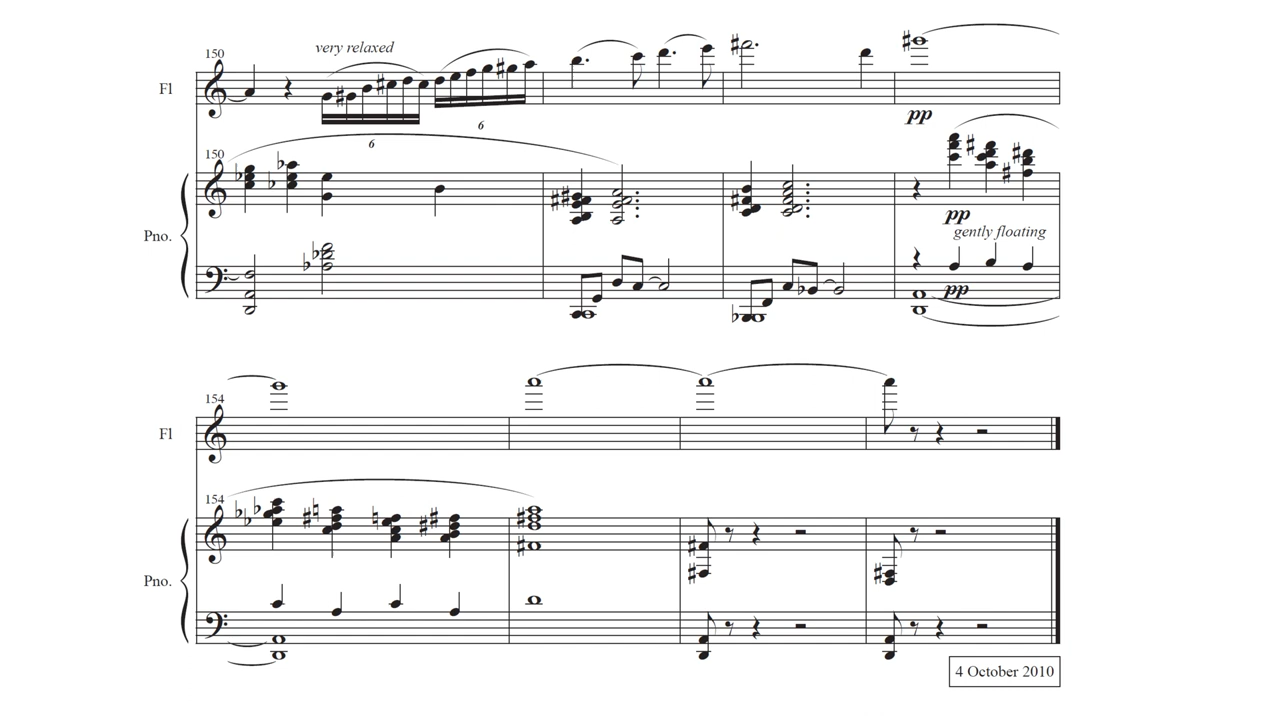 150
very relaxed
Fl
6
6
pp
150
Pno.
pp
gently floating
pp
154
Fl
154
Pno.
4 October 2010